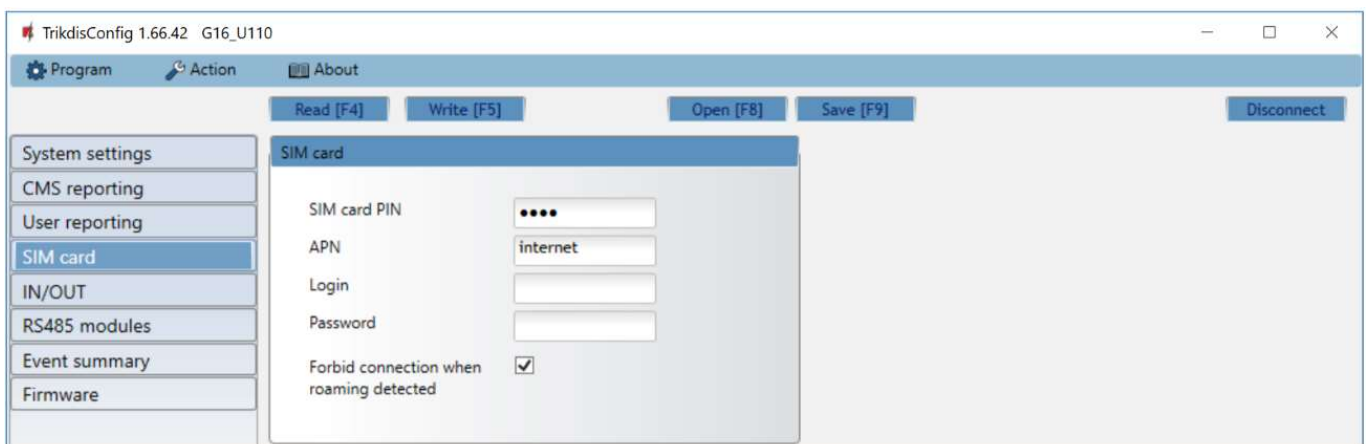 TrikdisConfig 1.66.42 G16_U110
Program Action About
Read [F4] Write [F5] Open [F8] Save [F9] Disconnect
System settings
CMS reporting
User reporting
SIM card
IN/OUT
RS485 modules
Event summary
Firmware
SIM card
SIM card PIN ••••
APN internet
Login
Password
Forbid connection when
roaming detected